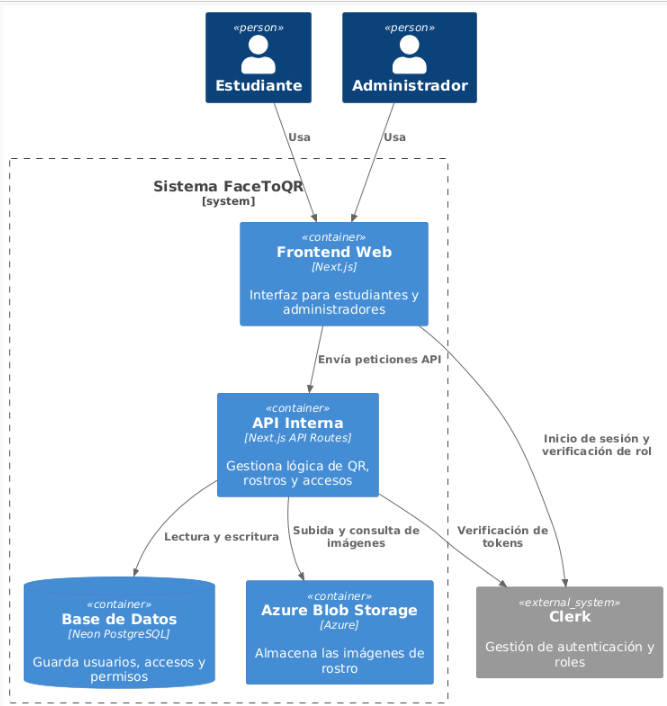 «person»
Estudiante
«person»
Administrador
Usa
Usa
Sistema FaceToQR
[system]
«container»
Frontend Web
[Next.js]
Interfaz para estudiantes y
administradores
Envía peticiones API
Inicio de sesión y
verificación de rol
«container»
API Interna
[Next.js API Routes]
Gestiona lógica de QR,
rostros y accesos
Lectura y escritura
Subida y consulta de
imágenes
Verificación de
tokens
«container»
Base de Datos
[Neon PostgreSQL]
Guarda usuarios, accesos y
permisos
«container»
Azure Blob Storage
[Azure]
Almacena las imágenes de
rostro
«external_system»
Clerk
Gestión de autenticación y
roles